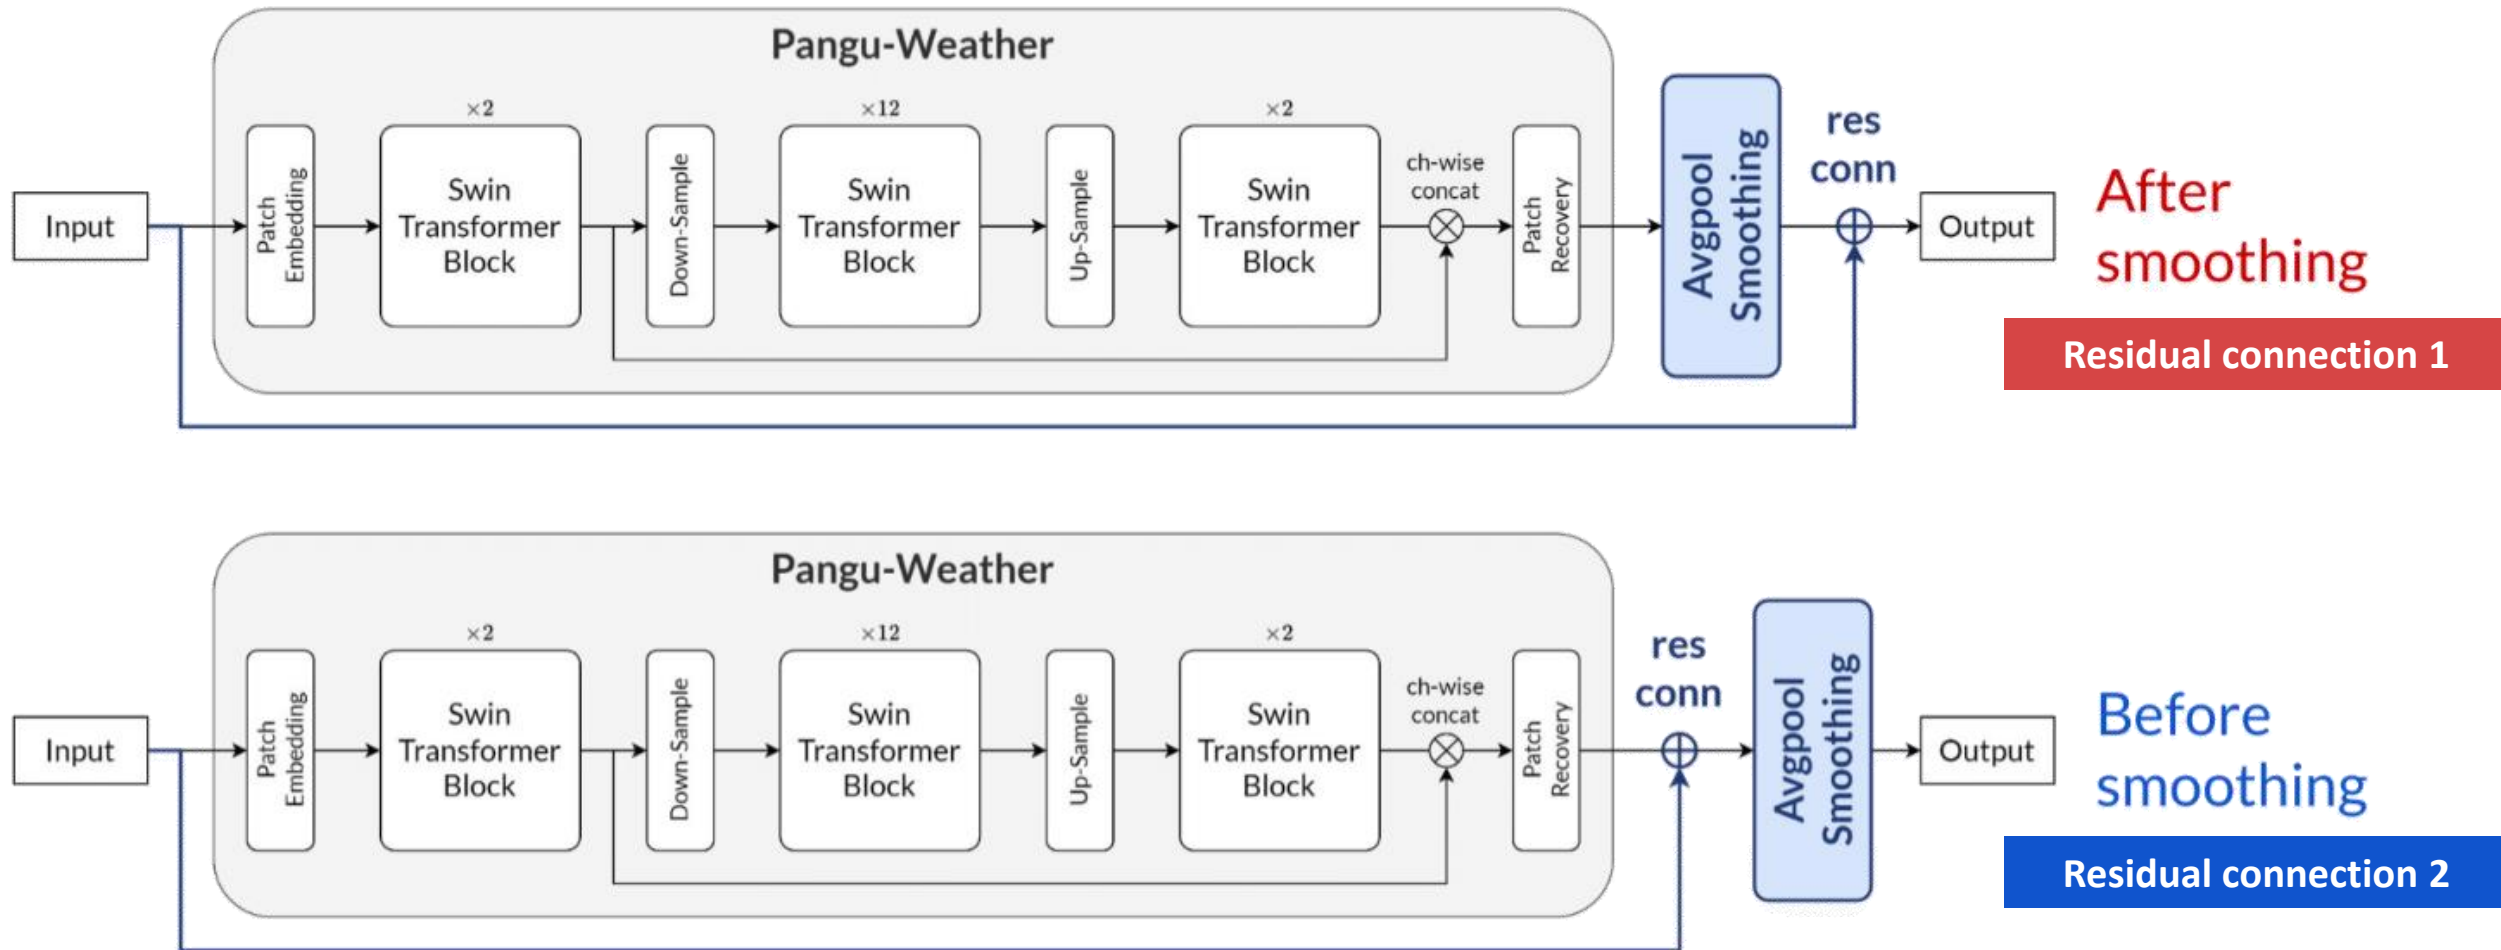 Pangu-Weather
×2
×12
×2
Input
Patch
Embedding
Swin
Transformer
Block
Down-Sample
Swin
Transformer
Block
Up-Sample
Swin
Transformer
Block
ch-wise
concat
Patch
Recovery
Avgpool
Smoothing
res
conn
Output
After
smoothing
Residual connection 1
Pangu-Weather
×2
×12
×2
Input
Patch
Embedding
Swin
Transformer
Block
Down-Sample
Swin
Transformer
Block
Up-Sample
Swin
Transformer
Block
ch-wise
concat
Patch
Recovery
res
conn
Avgpool
Smoothing
Output
Before
smoothing
Residual connection 2